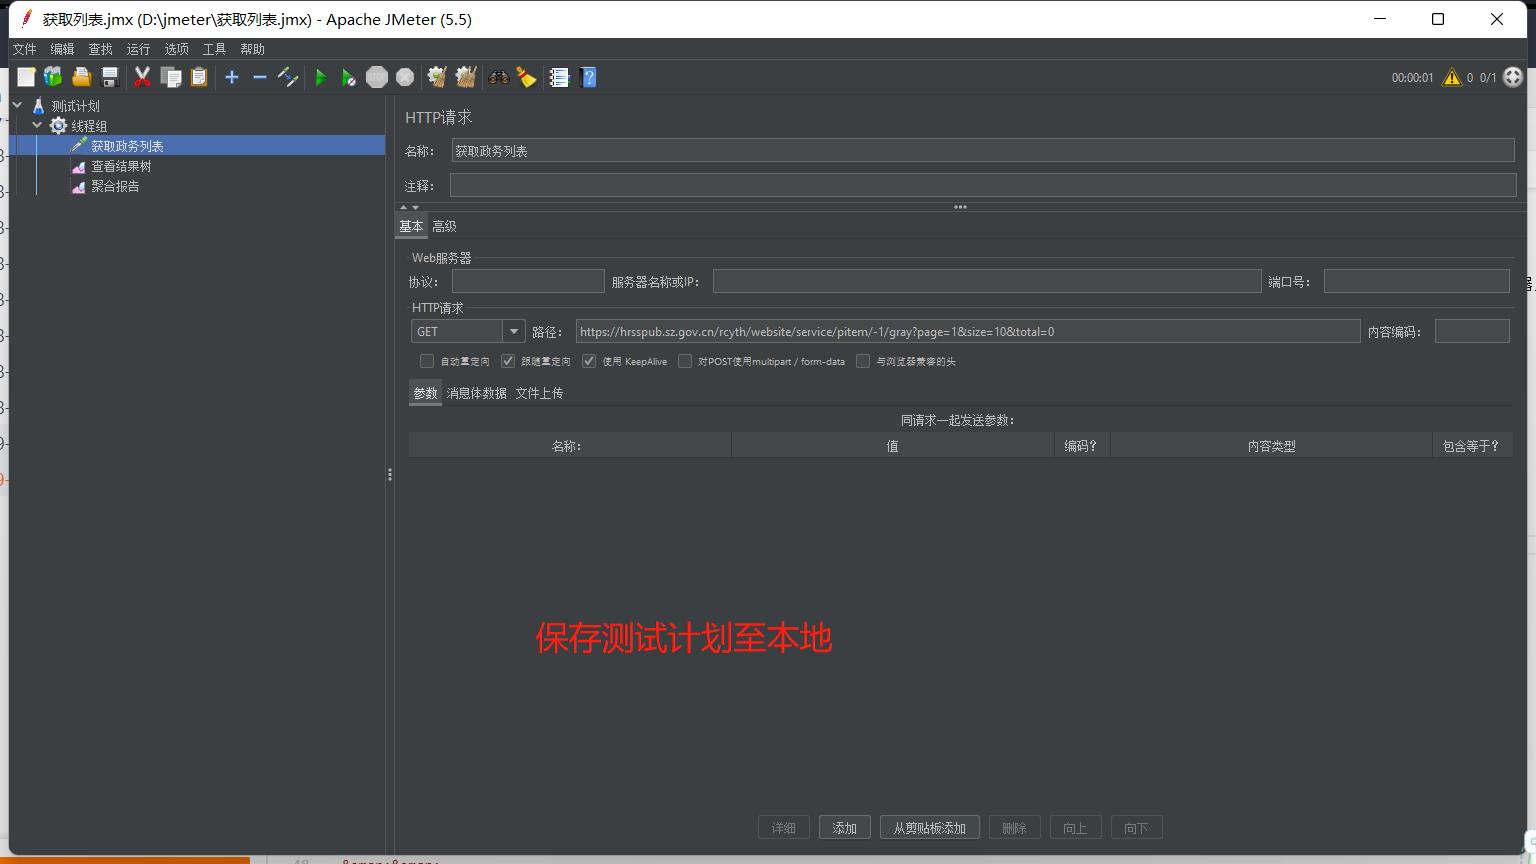 获取列表.jmx (D:\jmeter\获取列表.jmx) - Apache JMeter (5.5)
文件 编辑 查找 运行 选项 工具 帮助
STOP
00:00:01 0 0/1
测试计划
线程组
获取政务列表
查看结果树
聚合报告
HTTP请求
名称: 获取政务列表
注释:
基本 高级
Web服务器
协议: 服务器名称或IP: 端口号:
HTTP请求
GET 路径: https://hrsspub.sz.gov.cn/rcyth/website/service/pitem/-1/gray?page=1&size=10&total=0 内容编码:
自动重定向 跟随重定向 使用 KeepAlive 对POST使用multipart / form-data 与浏览器兼容的头
参数 消息体数据 文件上传
同请求一起发送参数:
名称: 值 编码? 内容类型 包含等于?
保存测试计划至本地
详细 添加 从剪贴板添加 删除 向上 向下